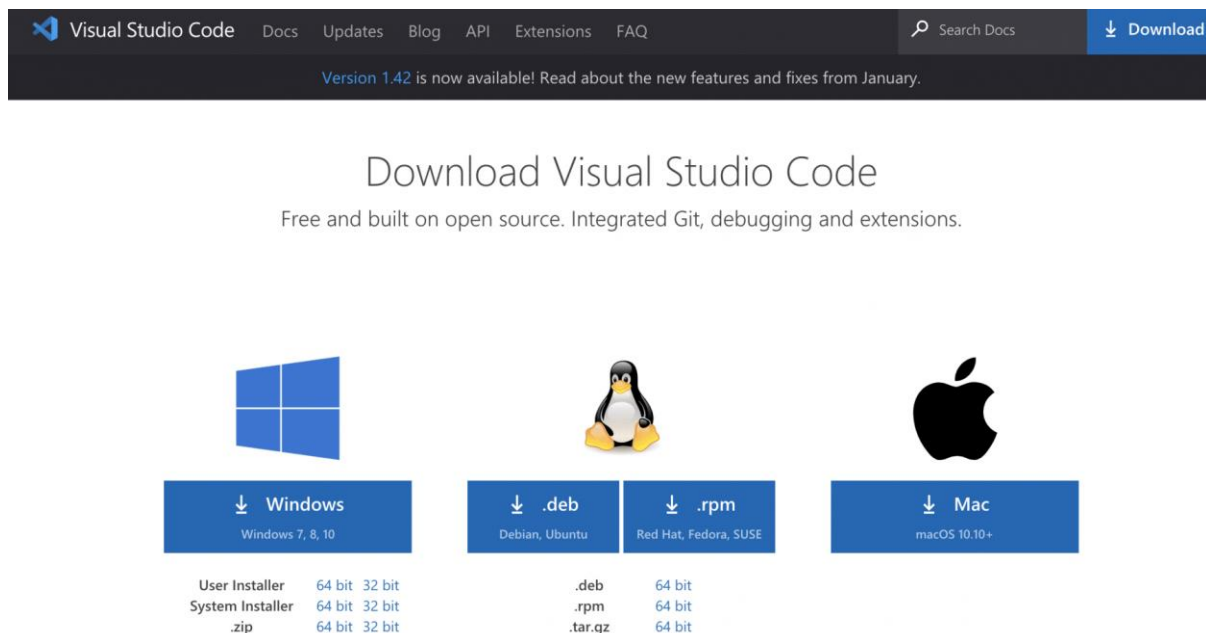 Visual Studio Code Docs Updates Blog API Extensions FAQ Search Docs Download
Version 1.42 is now available! Read about the new features and fixes from January.
Download Visual Studio Code
Free and built on open source. Integrated Git, debugging and extensions.
Windows
Windows 7, 8, 10
.deb
Debian, Ubuntu
.rpm
Red Hat, Fedora, SUSE
Mac
macOS 10.10+
User Installer 64 bit 32 bit
System Installer 64 bit 32 bit
.zip 64 bit 32 bit
.deb 64 bit
.rpm 64 bit
.tar.gz 64 bit